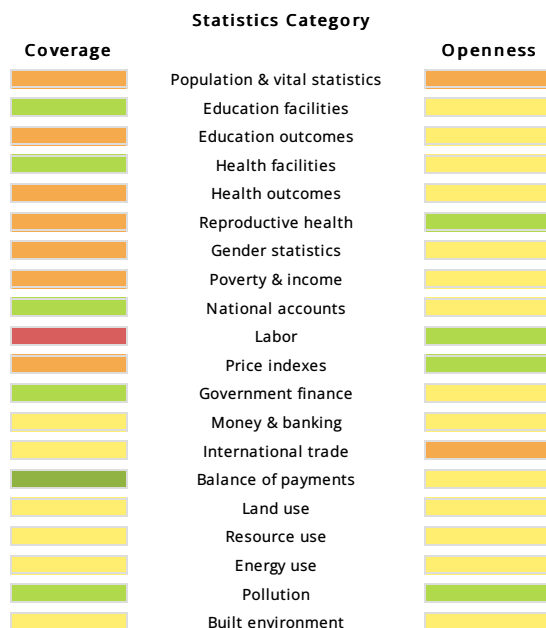 Statistics Category
Coverage Openness
Population & vital statistics
Education facilities
Education outcomes
Health facilities
Health outcomes
Reproductive health
Gender statistics
Poverty & income
National accounts
Labor
Price indexes
Government finance
Money & banking
International trade
Balance of payments
Land use
Resource use
Energy use
Pollution
Built environment